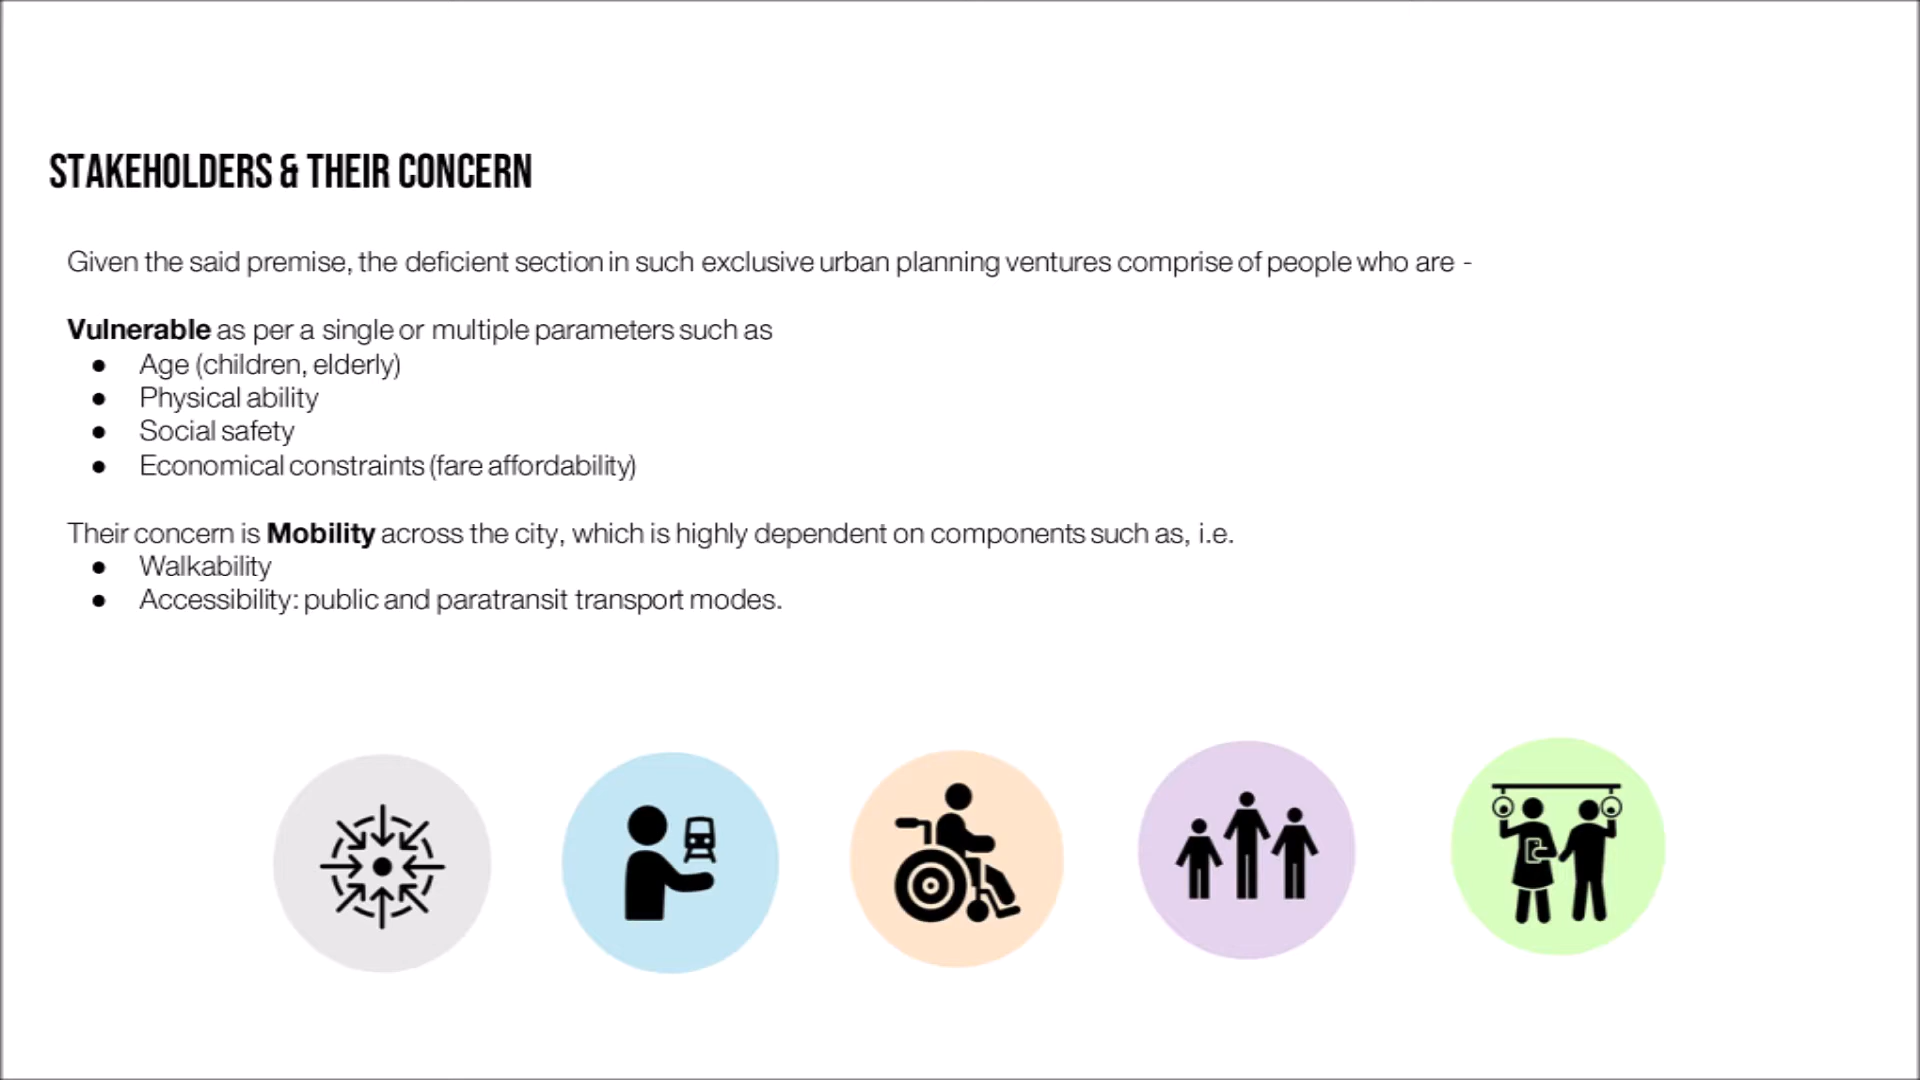 STAKEHOLDERS & THEIR CONCERN
Given the said premise, the deficient section in such exclusive urban planning ventures comprise of people who are -
Vulnerable as per a single or multiple parameters such as
● Age (children, elderly)
● Physical ability
● Social safety
● Economical constraints (fare affordability)
Their concern is Mobility across the city, which is highly dependent on components such as, i.e.
● Walkability
● Accessibility: public and paratransit transport modes.